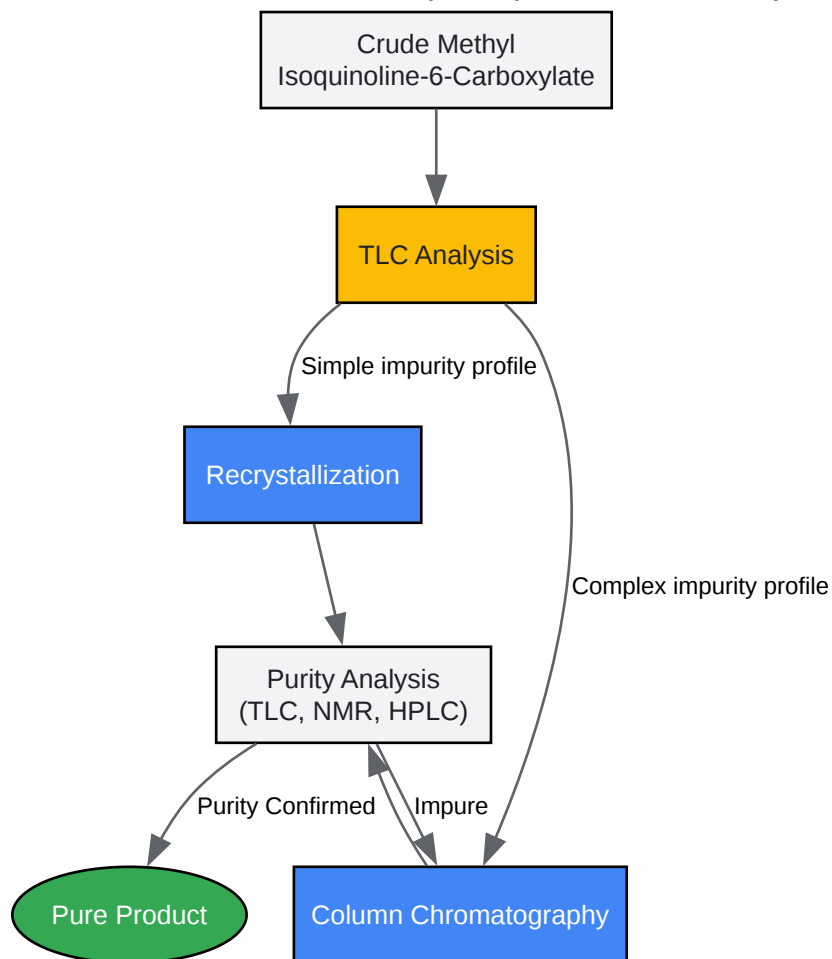 Crude Methyl
Isoquinoline-6-Carboxylate
TLC Analysis
Simple impurity profile
Recrystallization
Complex impurity profile
Purity Analysis
(TLC, NMR, HPLC)
Purity Confirmed
Impure
Pure Product
Column Chromatography